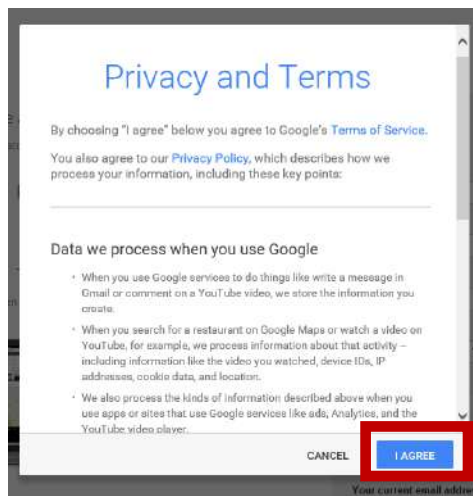 Privacy and Terms
By choosing "I agree" below you agree to Google's Terms of Service.
You also agree to our Privacy Policy, which describes how we
process your information, including these key points:
Data we process when you use Google
• When you use Google services to do things like write a message in
Gmail or comment on a YouTube video, we store the information you
create.
• When you search for a restaurant on Google Maps or watch a video on
YouTube, for example, we process information about that activity –
including information like the video you watched, device IDs, IP
addresses, cookie data, and location.
• We also process the kinds of information described above when you
use apps or sites that use Google services like ads, Analytics, and the
YouTube video player.
CANCEL I AGREE
Your current email addre